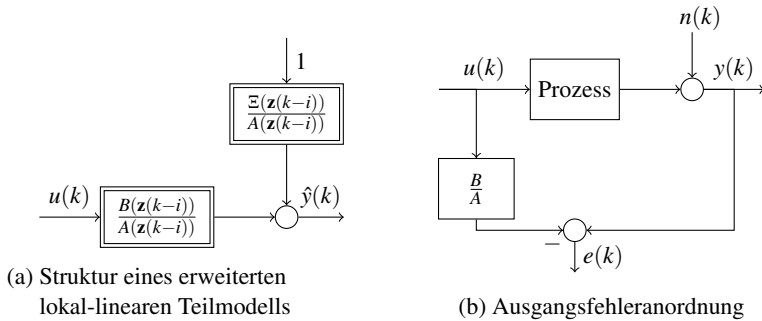 1
Ξ(z(k−i))
A(z(k−i))
u(k)
B(z(k−i))
A(z(k−i))
ŷ(k)
(a) Struktur eines erweiterten
lokal-linearen Teilmodells
n(k)
u(k)
Prozess
y(k)
B
A
−
e(k)
(b) Ausgangsfehleranordnung